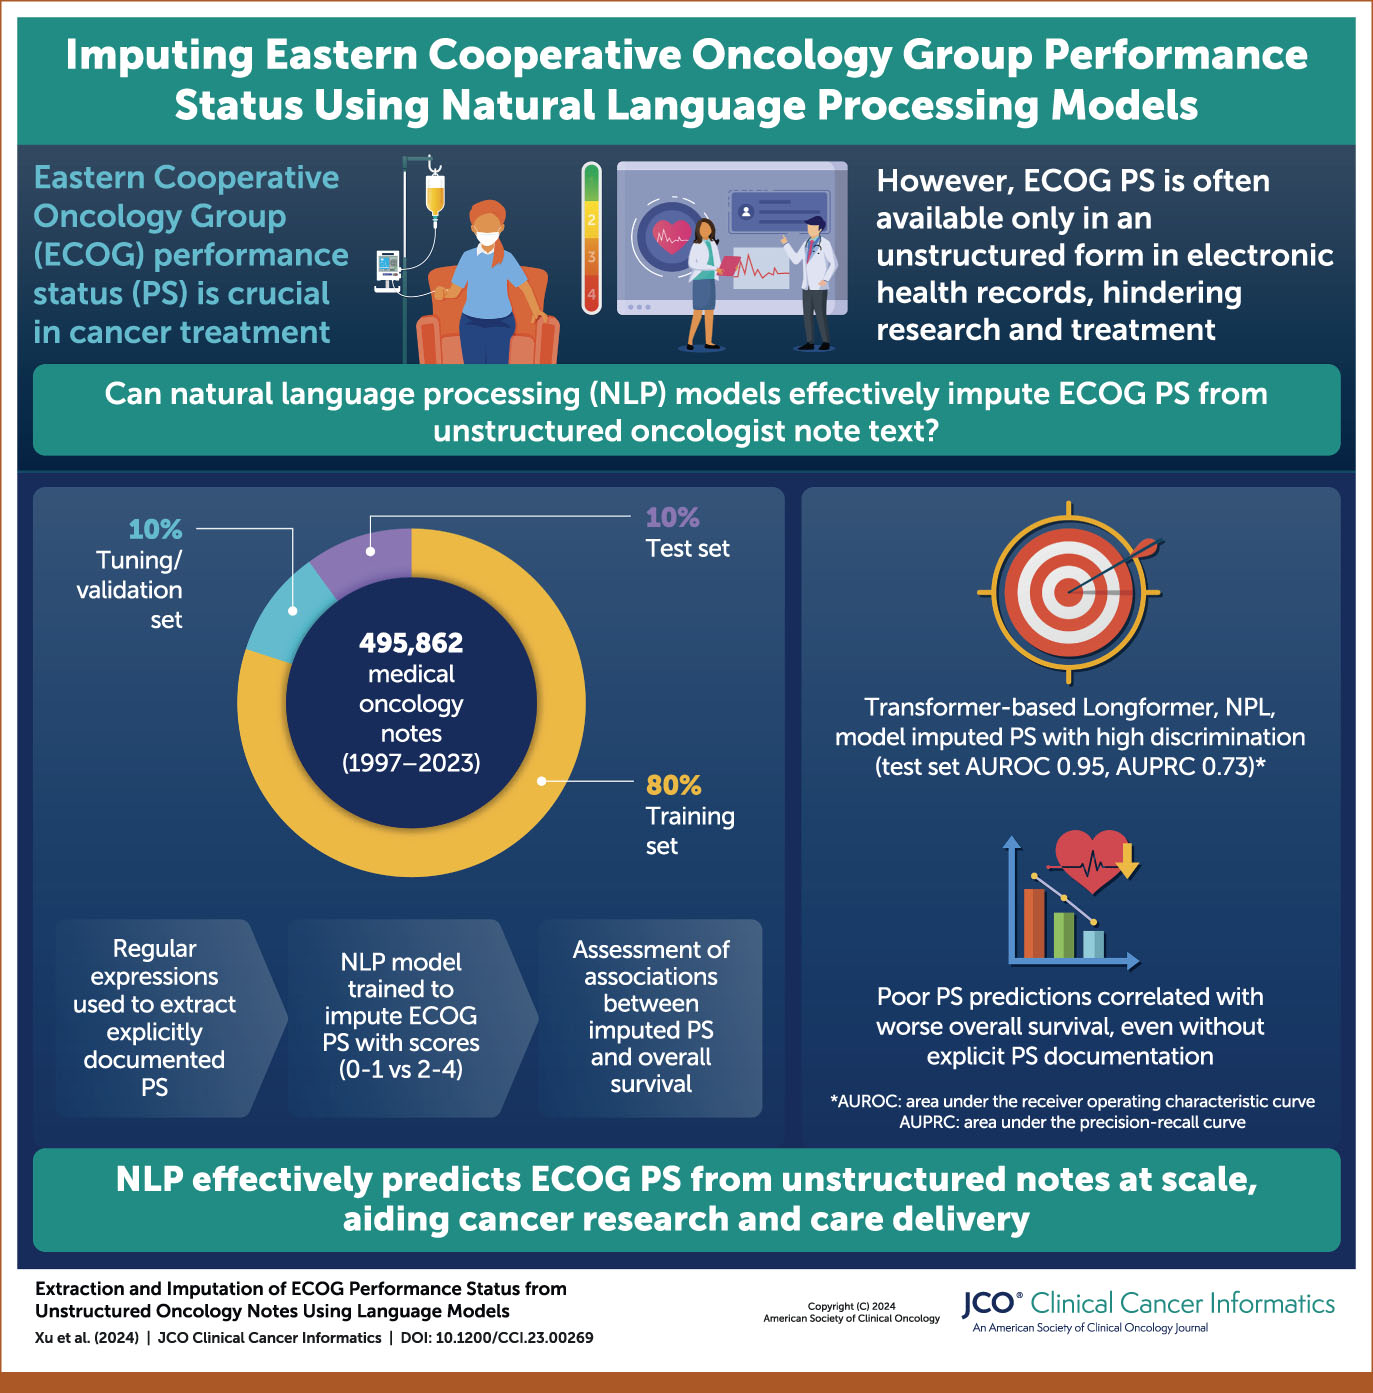 Imputing Eastern Cooperative Oncology Group Performance
Status Using Natural Language Processing Models
Eastern Cooperative
Oncology Group
(ECOG) performance
status (PS) is crucial
in cancer treatment
2
3
4
However, ECOG PS is often
available only in an
unstructured form in electronic
health records, hindering
research and treatment
Can natural language processing (NLP) models effectively impute ECOG PS from
unstructured oncologist note text?
10%
Tuning/
validation
set
10%
Test set
495,862
medical
oncology
notes
(1997–2023)
80%
Training
set
Regular
expressions
used to extract
explicitly
documented
PS
NLP model
trained to
impute ECOG
PS with scores
(0-1 vs 2-4)
Assessment of
associations
between
imputed PS
and overall
survival
Transformer-based Longformer, NPL,
model imputed PS with high discrimination
(test set AUROC 0.95, AUPRC 0.73)*
Poor PS predictions correlated with
worse overall survival, even without
explicit PS documentation
*AUROC: area under the receiver operating characteristic curve
AUPRC: area under the precision-recall curve
NLP effectively predicts ECOG PS from unstructured notes at scale,
aiding cancer research and care delivery
Extraction and Imputation of ECOG Performance Status from
Unstructured Oncology Notes Using Language Models
Xu et al. (2024) | JCO Clinical Cancer Informatics | DOI: 10.1200/CCI.23.00269
Copyright (C) 2024
American Society of Clinical Oncology
JCO® Clinical Cancer Informatics
An American Society of Clinical Oncology Journal